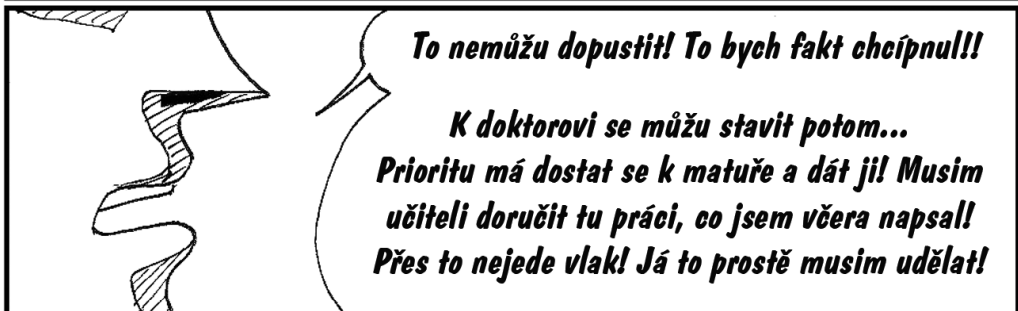 To nemůžu dopustit! To bych fakt chcípnul!!
K doktorovi se můžu stavit potom...
Prioritu má dostat se k matuře a dát ji! Musim
učiteli doručit tu práci, co jsem včera napsal!
Přes to nejede vlak! Já to prostě musim udělat!